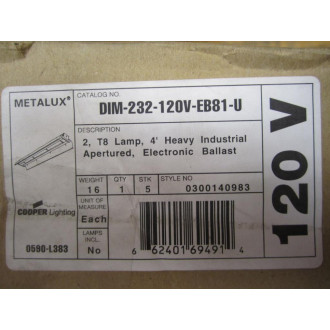 METALUX®
CATALOG NO.
DIM-232-120V-EB81-U
DESCRIPTION
2, T8 Lamp, 4' Heavy Industrial
Apertured, Electronic Ballast
WEIGHT QTY STK STYLE NO
16 1 5 0300140983
COOPER Lighting
0590-L383
UNIT OF
MEASURE
Each
LAMPS
INCL.
No
6 62401 69491 4
120 V